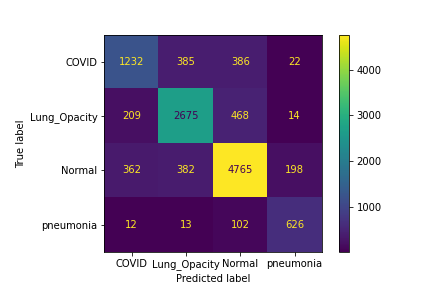 COVID 1232 385 386 22
Lung_Opacity 209 2675 468 14
Normal 362 382 4765 198
pneumonia 12 13 102 626
COVID Lung_Opacity Normal pneumonia
Predicted label
True label
4000
3000
2000
1000